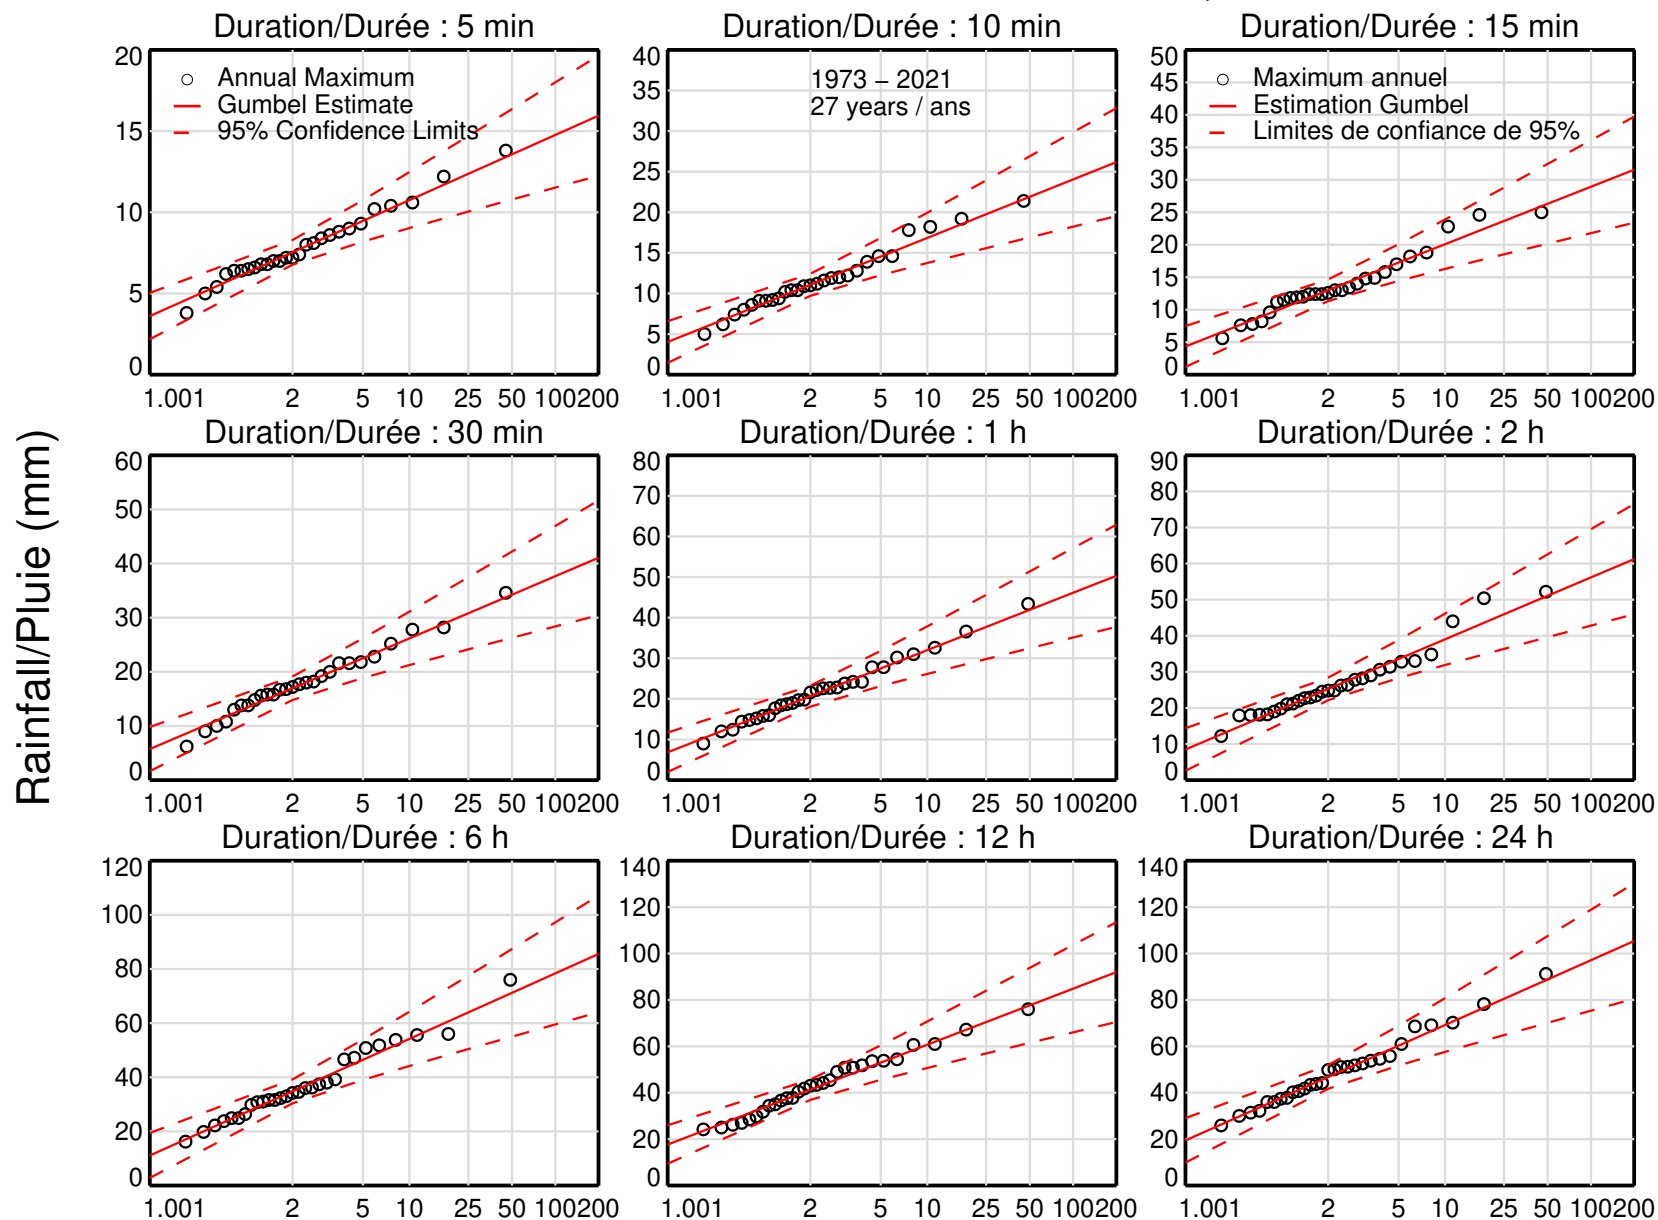 Duration/Durée : 5 min
20
15
10
5
0
○ Annual Maximum
Gumbel Estimate
95% Confidence Limits
1.001 2 5 10 25 50 100200
Duration/Durée : 10 min
40
35
30
25
20
15
10
5
0
1973 – 2021
27 years / ans
1.001 2 5 10 25 50 100200
Duration/Durée : 15 min
50
45
40
35
30
25
20
15
10
5
0
Maximum annuel
Estimation Gumbel
Limites de confiance de 95%
1.001 2 5 10 25 50 100200
Rainfall/Pluie (mm)
Duration/Durée : 30 min
60
50
40
30
20
10
0
1.001 2 5 10 25 50 100200
Duration/Durée : 1 h
80
70
60
50
40
30
20
10
0
1.001 2 5 10 25 50 100200
Duration/Durée : 2 h
90
80
70
60
50
40
30
20
10
0
1.001 2 5 10 25 50 100200
Duration/Durée : 6 h
120
100
80
60
40
20
0
1.001 2 5 10 25 50 100200
Duration/Durée : 12 h
140
120
100
80
60
40
20
0
1.001 2 5 10 25 50 100200
Duration/Durée : 24 h
140
120
100
80
60
40
20
0
1.001 2 5 10 25 50 100200